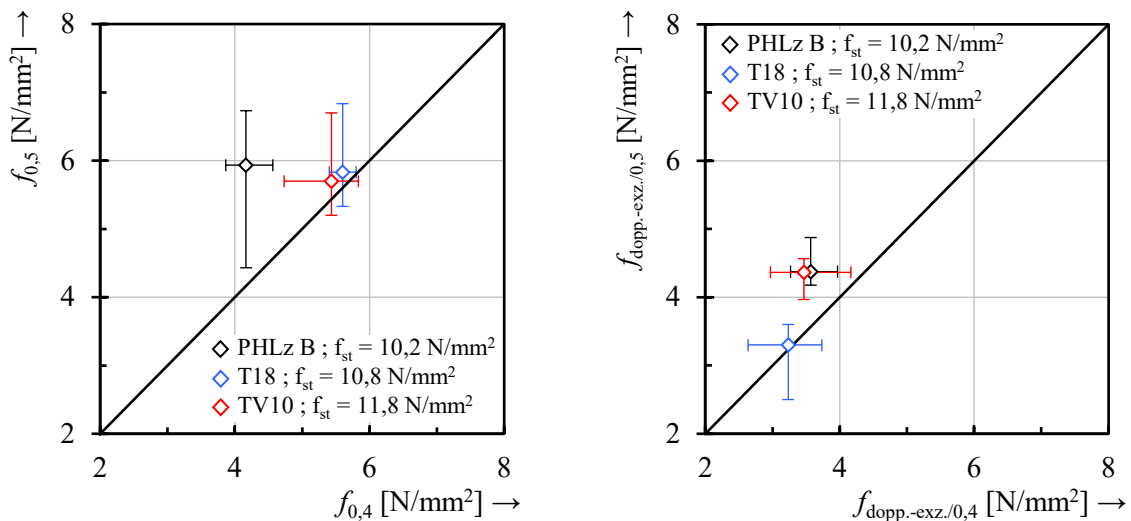 8
6
4
2
f0,5 [N/mm²] →
PHLz B ; fst = 10,2 N/mm²
T18 ; fst = 10,8 N/mm²
TV10 ; fst = 11,8 N/mm²
2 4 6 8
f0,4 [N/mm²] →
8
6
4
2
fdopp.-exz./0,5 [N/mm²] →
PHLz B ; fst = 10,2 N/mm²
T18 ; fst = 10,8 N/mm²
TV10 ; fst = 11,8 N/mm²
2 4 6 8
fdopp.-exz./0,4 [N/mm²] →